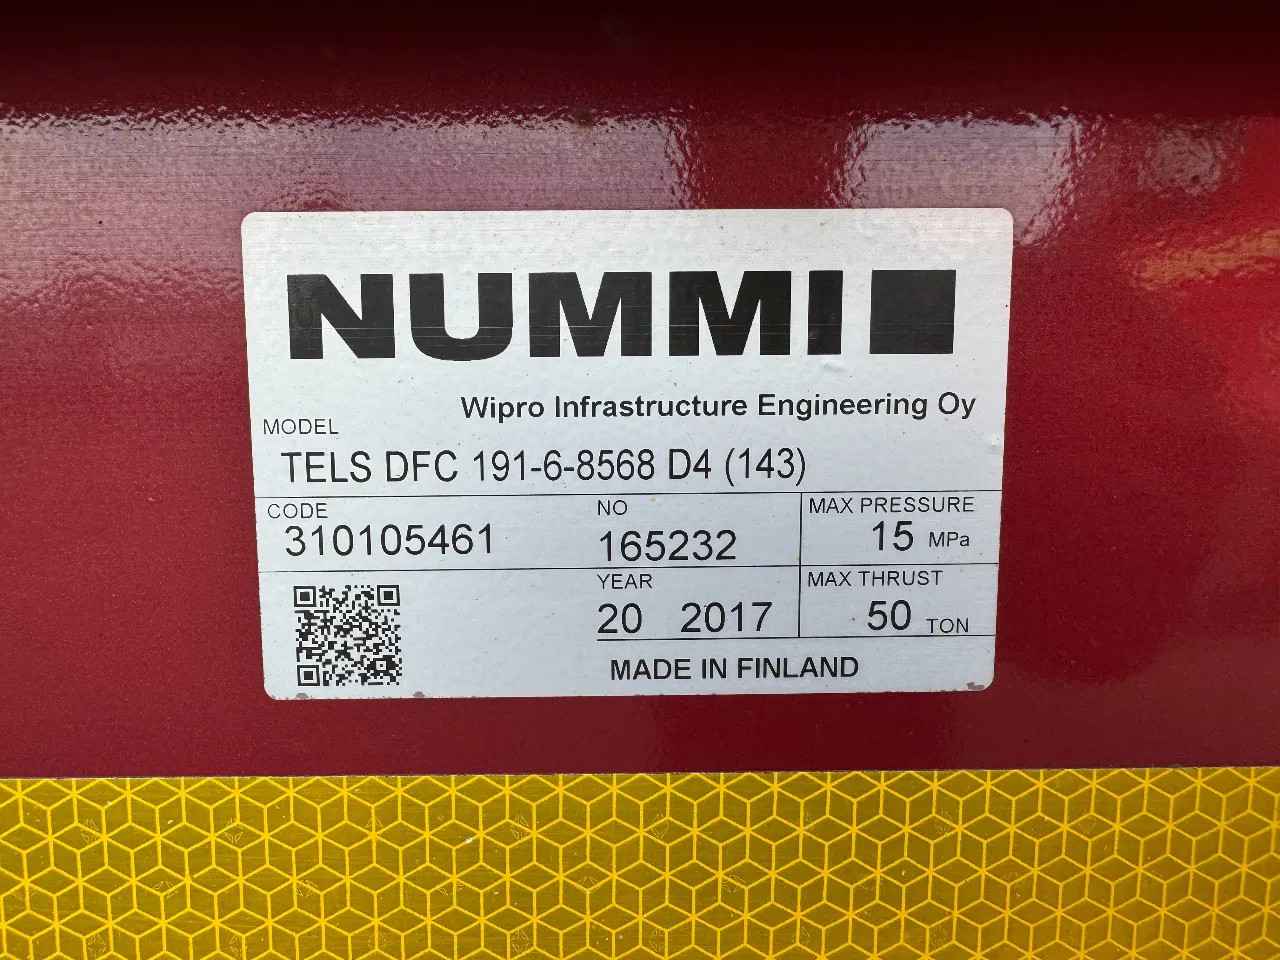 NUMMI
Wipro Infrastructure Engineering Oy
MODEL
TELS DFC 191-6-8568 D4 (143)
CODE
310105461
NO
165232
MAX PRESSURE
15 MPa
YEAR
20 2017
MAX THRUST
50 TON
MADE IN FINLAND